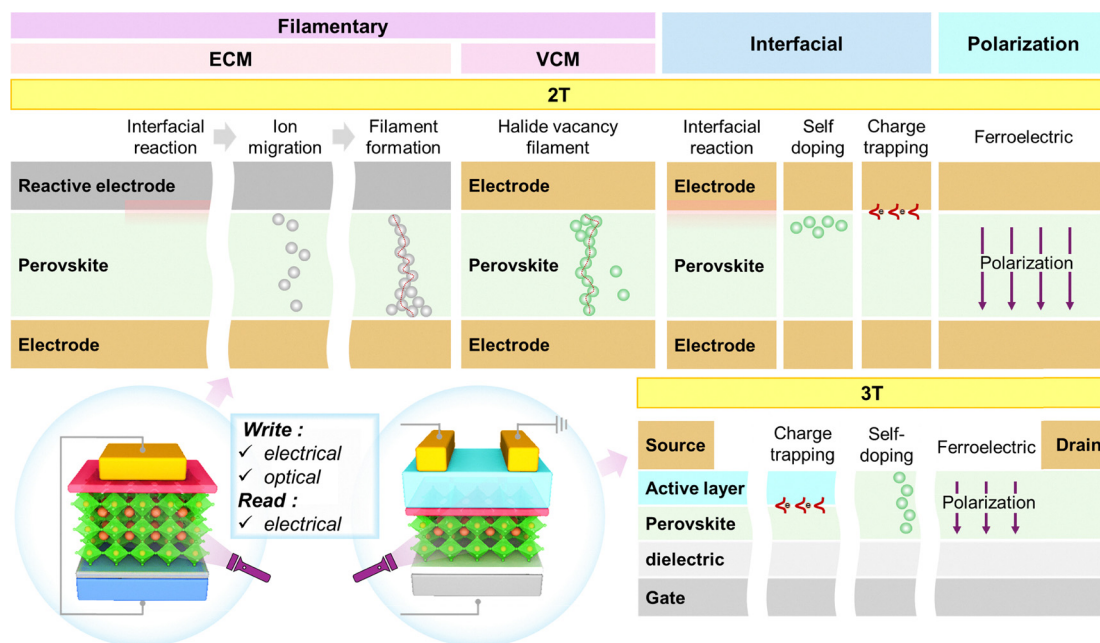 Filamentary
Interfacial
Polarization
ECM
VCM
2T
Interfacial
reaction
Ion
migration
Filament
formation
Halide vacancy
filament
Interfacial
reaction
Self
doping
Charge
trapping
Ferroelectric
Reactive electrode
Electrode
Electrode
e
e
Perovskite
Perovskite
Perovskite
Polarization
Electrode
Electrode
Electrode
3T
Write :
✓ electrical
✓ optical
Read :
✓ electrical
Source
Charge
trapping
Self-
doping
Ferroelectric
Drain
Active layer
e
e
Polarization
Perovskite
dielectric
Gate